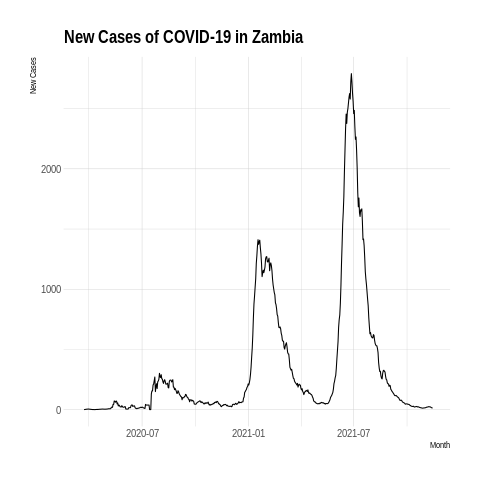 New Cases of COVID-19 in Zambia
New Cases
2000
1000
0
2020-07 2021-01 2021-07
Month